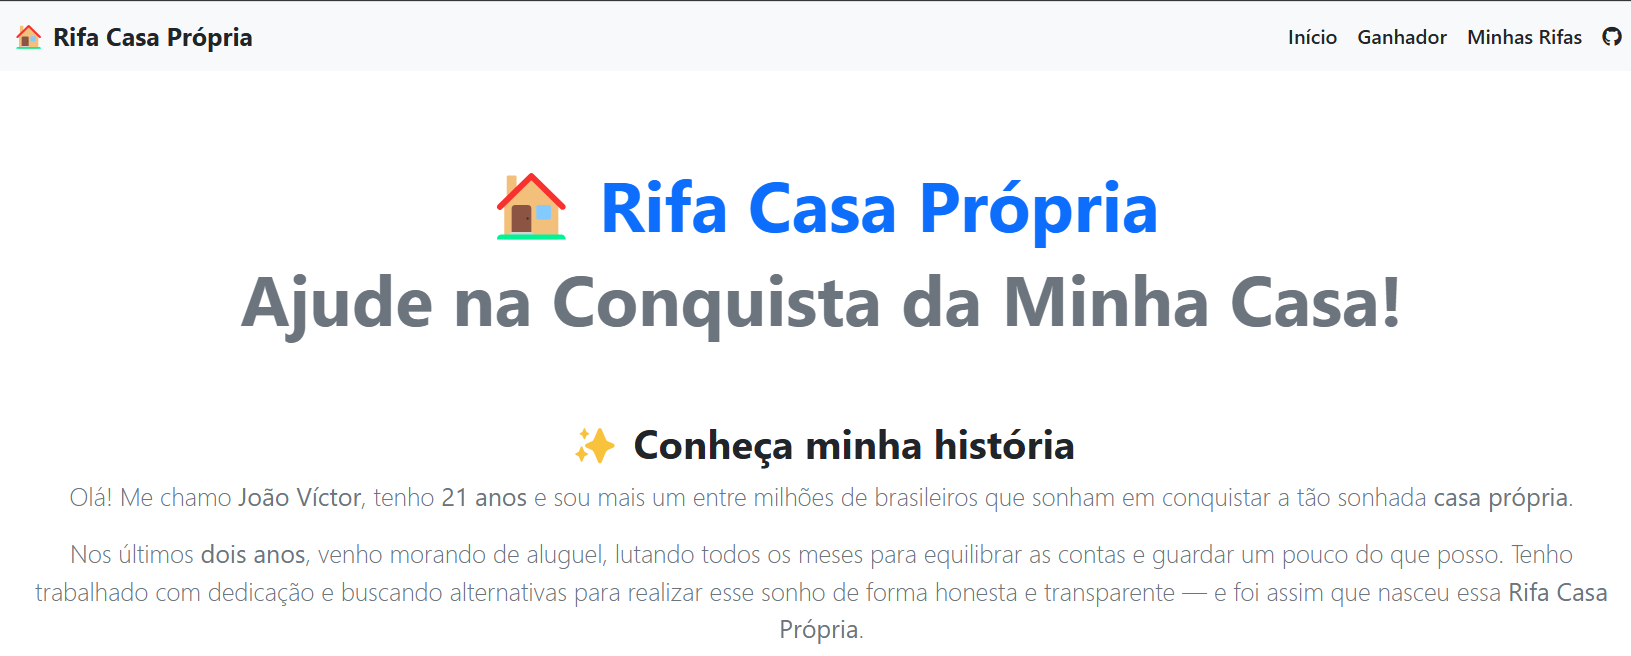 Rifa Casa Própria
Início Ganhador Minhas Rifas
Rifa Casa Própria
Ajude na Conquista da Minha Casa!
Conheça minha história
Olá! Me chamo João Víctor, tenho 21 anos e sou mais um entre milhões de brasileiros que sonham em conquistar a tão sonhada casa própria.
Nos últimos dois anos, venho morando de aluguel, lutando todos os meses para equilibrar as contas e guardar um pouco do que posso. Tenho
trabalhado com dedicação e buscando alternativas para realizar esse sonho de forma honesta e transparente — e foi assim que nasceu essa Rifa Casa
Própria.